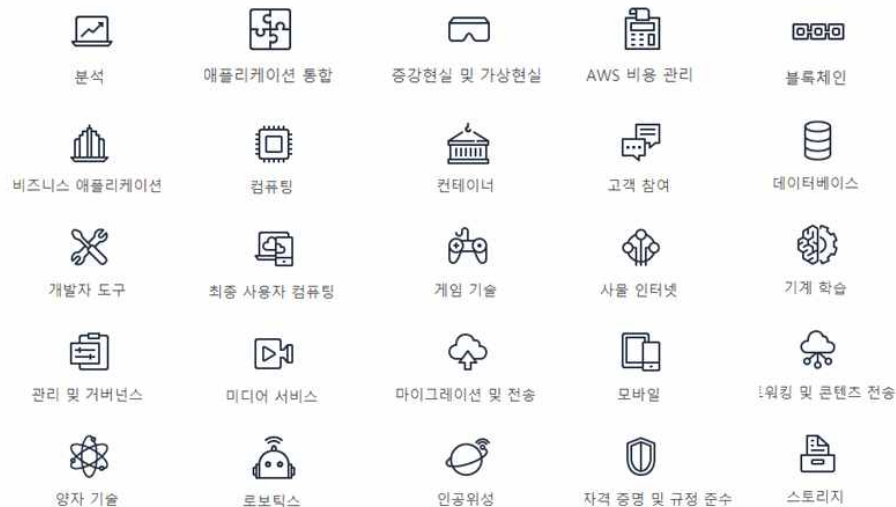 분석
애플리케이션 통합
증강현실 및 가상현실
AWS 비용 관리
블록체인
비즈니스 애플리케이션
컴퓨팅
컨테이너
고객 참여
데이터베이스
개발자 도구
최종 사용자 컴퓨팅
게임 기술
사물 인터넷
기계 학습
관리 및 거버넌스
미디어 서비스
마이그레이션 및 전송
모바일
및 콘텐츠 전송
양자 기술
로보틱스
인공위성
자격 증명 및 규정 준수
스토리지